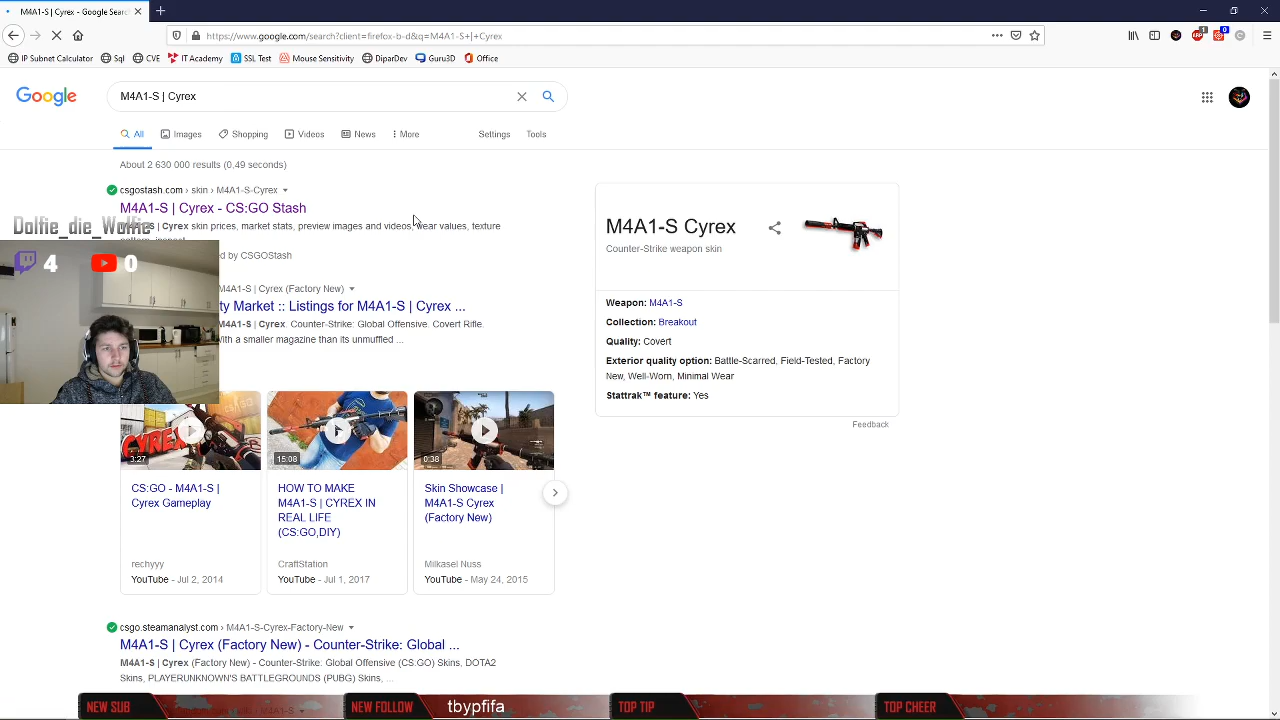 M4A1-S | Cyrex - Google Search
https://www.google.com/search?client=firefox-b-d&q=M4A1-S+|+Cyrex
IP Subnet Calculator Sql CVE IT Academy SSL Test Mouse Sensitivity DiparDev Guru3D Office
Google
M4A1-S | Cyrex
All Images Shopping Videos News More Settings Tools
About 2 630 000 results (0,49 seconds)
csgostash.com › skin › M4A1-S-Cyrex
M4A1-S | Cyrex - CS:GO Stash
| Cyrex skin prices, market stats, preview images and videos, wear values, texture
Dolfie_die_Wolfie
ed by CSGOStash
4 0
M4A1-S | Cyrex (Factory New)
ty Market :: Listings for M4A1-S | Cyrex ...
M4A1-S | Cyrex. Counter-Strike: Global Offensive. Covert Rifle.
with a smaller magazine than its unmuffled ...
CYREX
3:27
15:08
0:38
CS:GO - M4A1-S |
Cyrex Gameplay
rechyyy
YouTube - Jul 2, 2014
HOW TO MAKE
M4A1-S | CYREX IN
REAL LIFE
(CS:GO,DIY)
CraftStation
YouTube - Jul 1, 2017
Skin Showcase |
M4A1-S Cyrex
(Factory New)
Milkasel Nuss
YouTube - May 24, 2015
csgo.steamanalyst.com › M4A1-S-Cyrex-Factory-New
M4A1-S | Cyrex (Factory New) - Counter-Strike: Global ...
M4A1-S | Cyrex (Factory New) - Counter-Strike: Global Offensive (CS:GO) Skins, DOTA2
Skins, PLAYERUNKNOWN'S BATTLEGROUNDS (PUBG) Skins, ...
M4A1-S Cyrex
Counter-Strike weapon skin
Weapon: M4A1-S
Collection: Breakout
Quality: Covert
Exterior quality option: Battle-Scarred, Field-Tested, Factory
New, Well-Worn, Minimal Wear
Stattrak™ feature: Yes
Feedback
NEW SUB NEW FOLLOW tbypfifa TOP TIP TOP CHEER